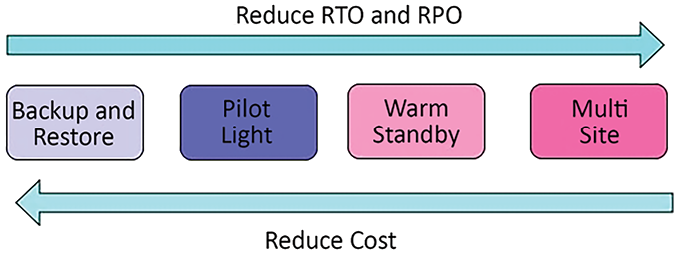 Reduce RTO and RPO
Backup and
Restore
Pilot
Light
Warm
Standby
Multi
Site
Reduce Cost